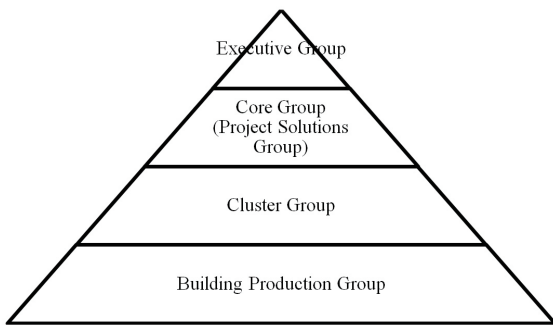 Executive Group
Core Group
(Project Solutions
Group)
Cluster Group
Building Production Group